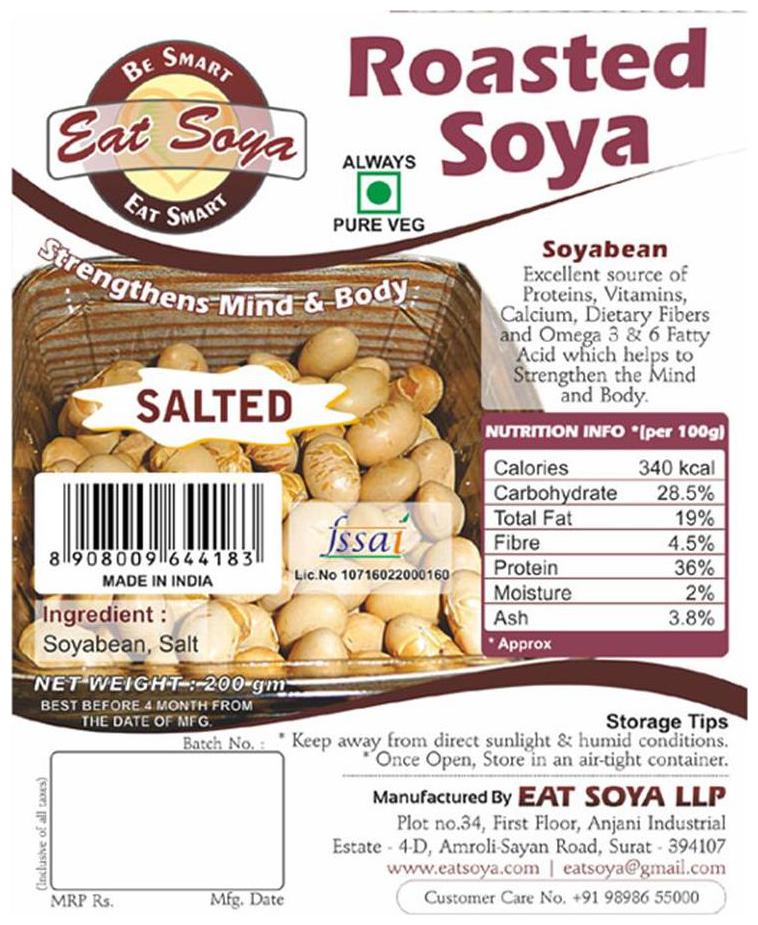 BE SMART
Eat Soya
EAT SMART
Roasted
Soya
ALWAYS
PURE VEG
Strengthens Mind & Body
Soyabean
Excellent source of
Proteins, Vitamins,
Calcium, Dietary Fibers
and Omega 3 & 6 Fatty
Acid which helps to
Strengthen the Mind
and Body.
SALTED
NUTRITION INFO *(per 100g)
Calories 340 kcal
Carbohydrate 28.5%
Total Fat 19%
Fibre 4.5%
Protein 36%
Moisture 2%
Ash 3.8%
* Approx
8 908009 644183
MADE IN INDIA
fssai
Lic.No 10716022000160
Ingredient :
Soyabean, Salt
NET WEIGHT : 200 gm
BEST BEFORE 4 MONTH FROM
THE DATE OF MFG.
Storage Tips
* Keep away from direct sunlight & humid conditions.
* Once Open, Store in an air-tight container.
Batch No. :
(Inclusive of all taxes)
MRP Rs. Mfg. Date
Manufactured By EAT SOYA LLP
Plot no.34, First Floor, Anjani Industrial
Estate - 4-D, Amroli-Sayan Road, Surat - 394107
www.eatsoya.com | eatsoya@gmail.com
Customer Care No. +91 98986 55000